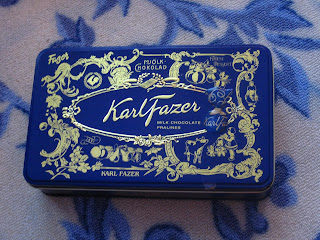 Fazer
MJÖLK-
CHOKLAD
Karl Fazer
MILK CHOCOLATE
PRALINES
KARL FAZER